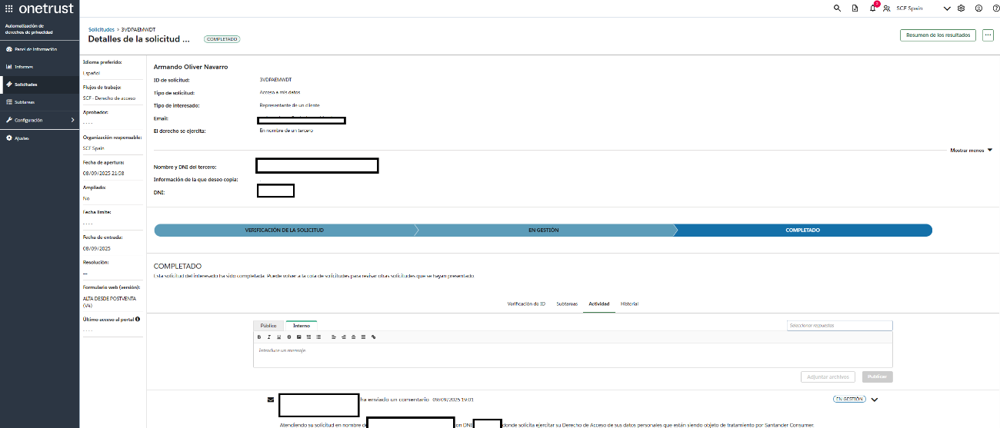 onetrust
3
SCF Spain
Automatización de
derechos de privacidad
Panel de información
Informes
Solicitudes
Subtareas
Configuración
Ajustes
Solicitudes > 3VDPAEMWDT
Detalles de la solicitud ...
COMPLETADO
Resumen de los resultados
...
Idioma preferido:
Español
Flujos de trabajo:
SCF - Derecho de acceso
Aprobador:
- - - -
Organización responsable:
SCF Spain
Fecha de apertura:
08/09/2025 21:58
Ampliado:
No
Fecha límite:
- - - -
Fecha de entrada:
08/09/2025
Resolución:
---
Formulario web (versión):
ALTA DESDE POSTVENTA
(V4)
Último acceso al portal
- - - -
Armando Oliver Navarro
ID de solicitud: 3VDPAEMWDT
Tipo de solicitud: Acceso a mis datos
Tipo de interesado: Representante de un cliente
Email:
El derecho se ejercita: En nombre de un tercero
Mostrar menos
Nombre y DNI del tercero:
Información de la que deseo copia:
DNI:
VERIFICACIÓN DE LA SOLICITUD
EN GESTIÓN
COMPLETADO
COMPLETADO
Esta solicitud del interesado ha sido completada. Puede volver a la cola de solicitudes para revisar otras solicitudes que se hayan presentado
Verificación de ID
Subtareas
Actividad
Historial
Público
Interno
Seleccionar respuestas
B I U S
Introduce un mensaje
Adjuntar archivos
Publicar
ha enviado un comentario 09/09/2025 19:01
EN GESTIÓN
Atendiendo su solicitud en nombre de on DNI donde solicita ejercitar su Derecho de Acceso de sus datos personales que están siendo objeto de tratamiento por Santander Consumer.